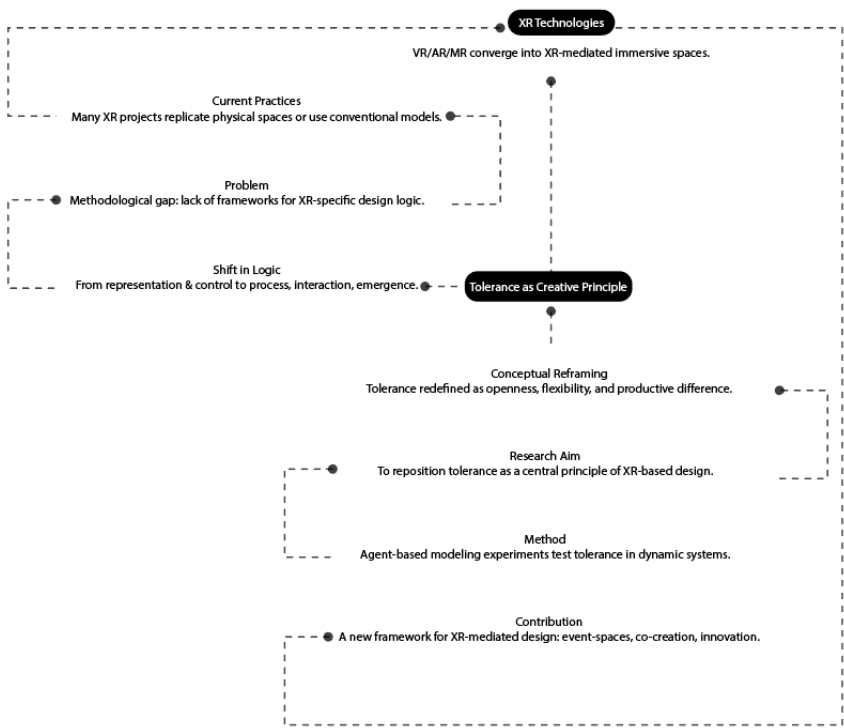 XR Technologies
VR/AR/MR converge into XR-mediated immersive spaces.
Current Practices
Many XR projects replicate physical spaces or use conventional models.
Problem
Methodological gap: lack of frameworks for XR-specific design logic.
Shift in Logic
From representation & control to process, interaction, emergence.
Tolerance as Creative Principle
Conceptual Reframing
Tolerance redefined as openness, flexibility, and productive difference.
Research Aim
To reposition tolerance as a central principle of XR-based design.
Method
Agent-based modeling experiments test tolerance in dynamic systems.
Contribution
A new framework for XR-mediated design: event-spaces, co-creation, innovation.